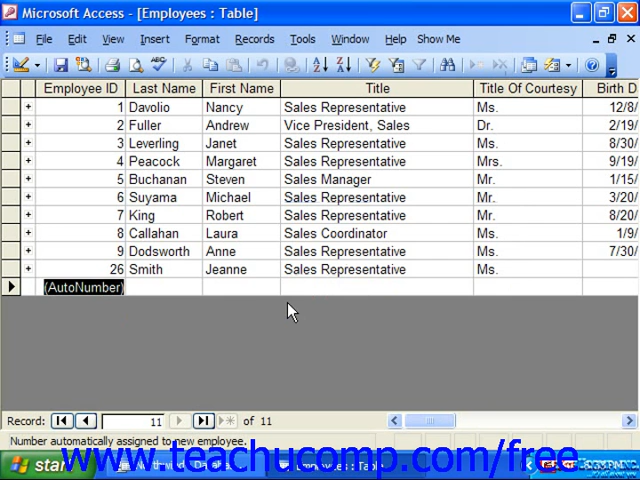 Microsoft Access - [Employees : Table]
File Edit View Insert Format Records Tools Window Help Show Me
Employee ID Last Name First Name Title Title Of Courtesy Birth D
+ 1 Davolio Nancy Sales Representative Ms. 12/8/
+ 2 Fuller Andrew Vice President, Sales Dr. 2/19/
+ 3 Leverling Janet Sales Representative Ms. 8/30/
+ 4 Peacock Margaret Sales Representative Mrs. 9/19/
+ 5 Buchanan Steven Sales Manager Mr. 1/15/
+ 6 Suyama Michael Sales Representative Mr. 3/20/
+ 7 King Robert Sales Representative Mr. 8/20/
+ 8 Callahan Laura Sales Coordinator Ms. 1/9/
+ 9 Dodsworth Anne Sales Representative Ms. 7/30/
+ 26 Smith Jeanne Sales Representative Ms.
(AutoNumber)
Record: 11 of 11
Number automatically assigned to new employee.
www.teachucomp.com/free
start Employees : Table